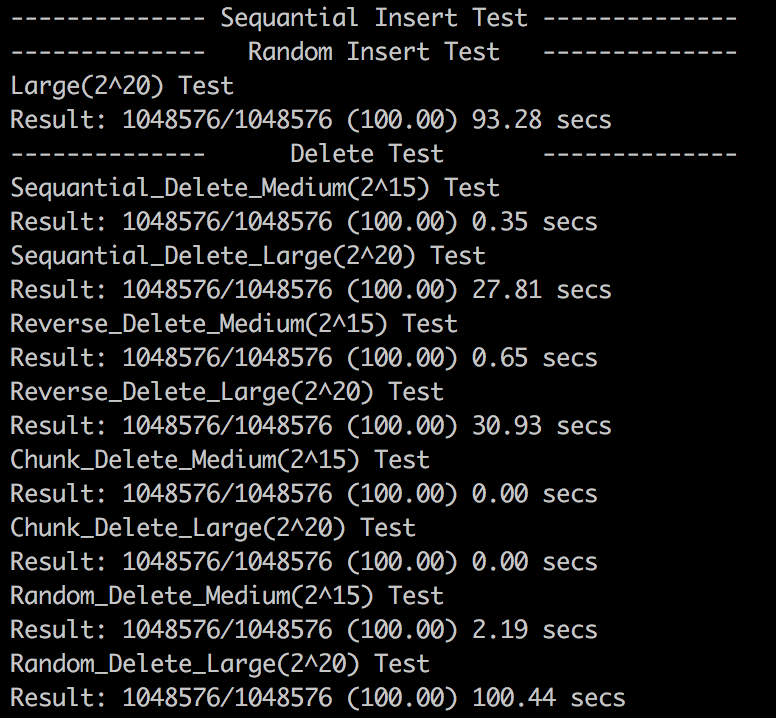 -------------- Sequantial Insert Test --------------
--------------   Random Insert Test   --------------
Large(2^20) Test
Result: 1048576/1048576 (100.00) 93.28 secs
--------------      Delete Test       --------------
Sequantial_Delete_Medium(2^15) Test
Result: 1048576/1048576 (100.00) 0.35 secs
Sequantial_Delete_Large(2^20) Test
Result: 1048576/1048576 (100.00) 27.81 secs
Reverse_Delete_Medium(2^15) Test
Result: 1048576/1048576 (100.00) 0.65 secs
Reverse_Delete_Large(2^20) Test
Result: 1048576/1048576 (100.00) 30.93 secs
Chunk_Delete_Medium(2^15) Test
Result: 1048576/1048576 (100.00) 0.00 secs
Chunk_Delete_Large(2^20) Test
Result: 1048576/1048576 (100.00) 0.00 secs
Random_Delete_Medium(2^15) Test
Result: 1048576/1048576 (100.00) 2.19 secs
Random_Delete_Large(2^20) Test
Result: 1048576/1048576 (100.00) 100.44 secs